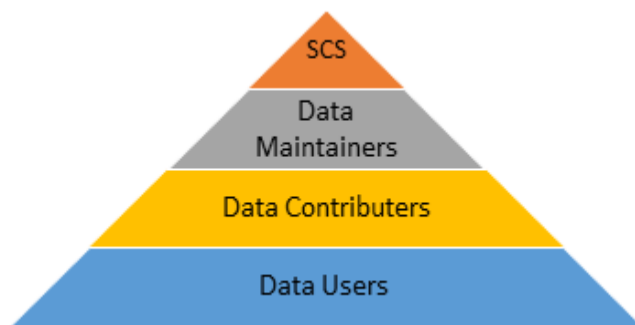 SCS
Data
Maintainers
Data Contributers
Data Users